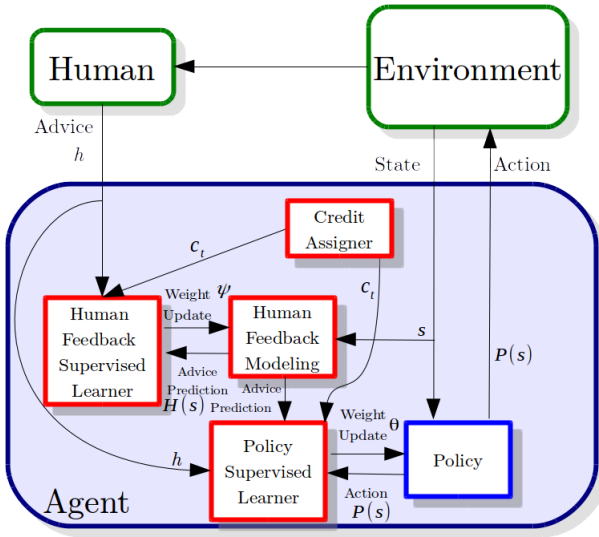 Human
Environment
Advice
h
State
Action
Credit
Assigner
c_t
c_t
Human
Feedback
Supervised
Learner
Weight ψ
Update
Human
Feedback
Modeling
s
P(s)
Advice
Prediction
H(s)
Advice
Prediction
Policy
Supervised
Learner
Weight
Update θ
Policy
h
Action
P(s)
Agent